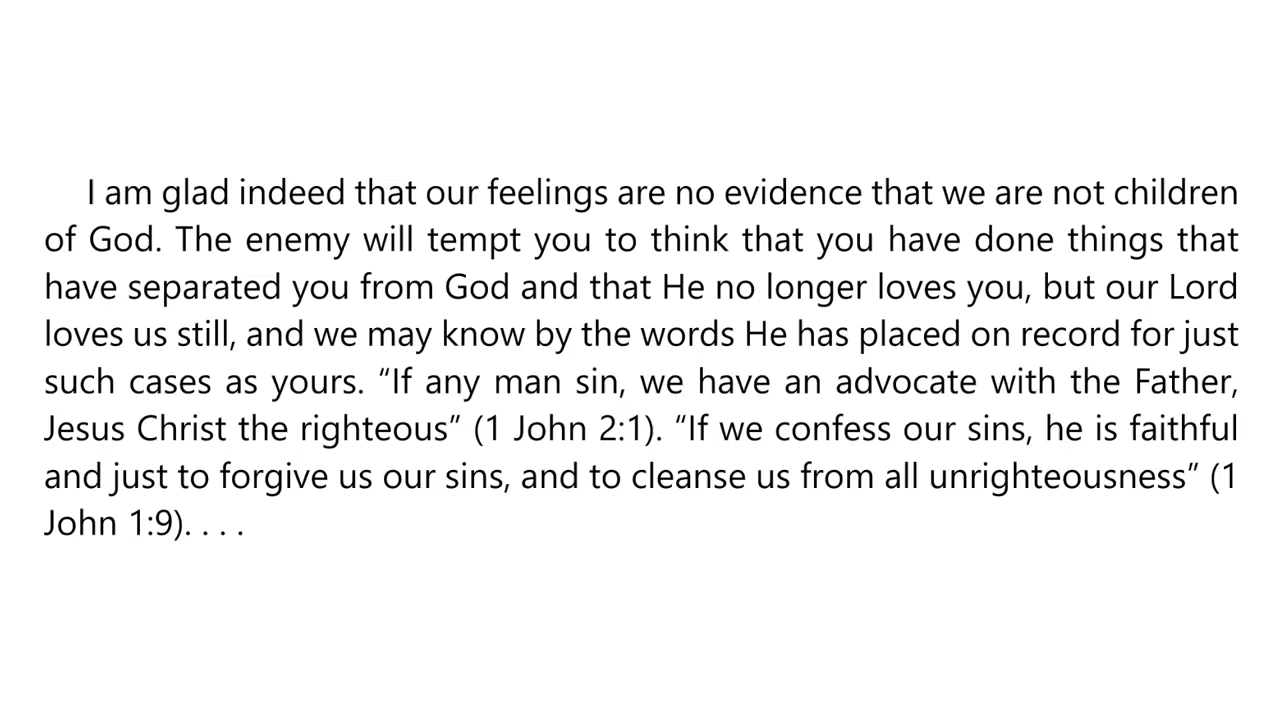 I am glad indeed that our feelings are no evidence that we are not children
of God. The enemy will tempt you to think that you have done things that
have separated you from God and that He no longer loves you, but our Lord
loves us still, and we may know by the words He has placed on record for just
such cases as yours. “If any man sin, we have an advocate with the Father,
Jesus Christ the righteous” (1 John 2:1). “If we confess our sins, he is faithful
and just to forgive us our sins, and to cleanse us from all unrighteousness” (1
John 1:9). . . .